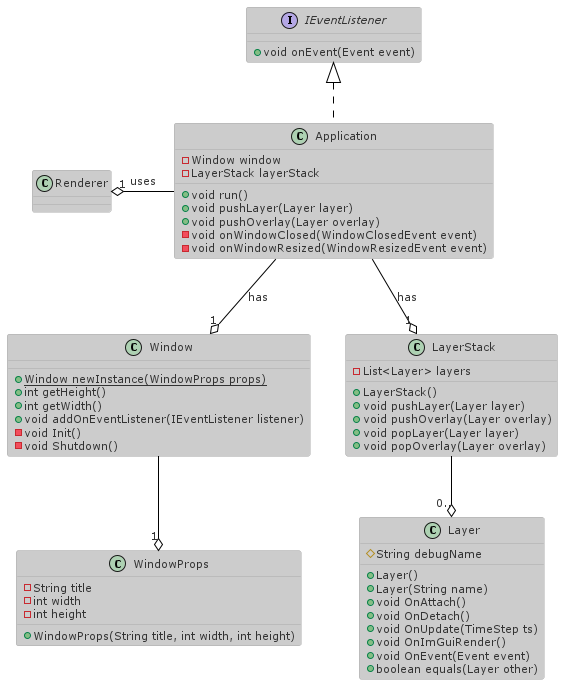 I IEventListener
void onEvent(Event event)
C Application
Window window
LayerStack layerStack
void run()
void pushLayer(Layer layer)
void pushOverlay(Layer overlay)
void onWindowClosed(WindowClosedEvent event)
void onWindowResized(WindowResizedEvent event)
C Renderer
1 uses
has
1
has
1
C Window
Window newInstance(WindowProps props)
int getHeight()
int getWidth()
void addOnEventListener(IEventListener listener)
void Init()
void Shutdown()
C LayerStack
List<Layer> layers
LayerStack()
void pushLayer(Layer layer)
void pushOverlay(Layer overlay)
void popLayer(Layer layer)
void popOverlay(Layer overlay)
1
0..
C WindowProps
String title
int width
int height
WindowProps(String title, int width, int height)
C Layer
String debugName
Layer()
Layer(String name)
void OnAttach()
void OnDetach()
void OnUpdate(TimeStep ts)
void OnImGuiRender()
void OnEvent(Event event)
boolean equals(Layer other)